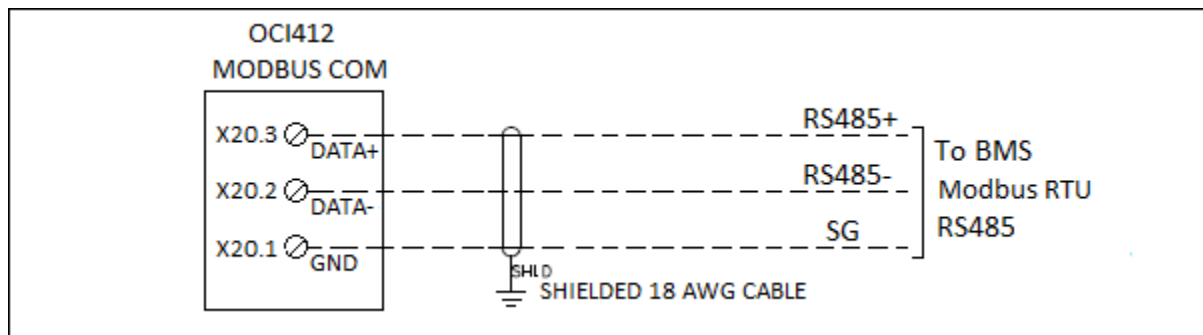 OCI412
MODBUS COM
X20.3
DATA+
RS485+
X20.2
DATA-
RS485-
X20.1
GND
SG
To BMS
Modbus RTU
RS485
SHLD
SHIELDED 18 AWG CABLE